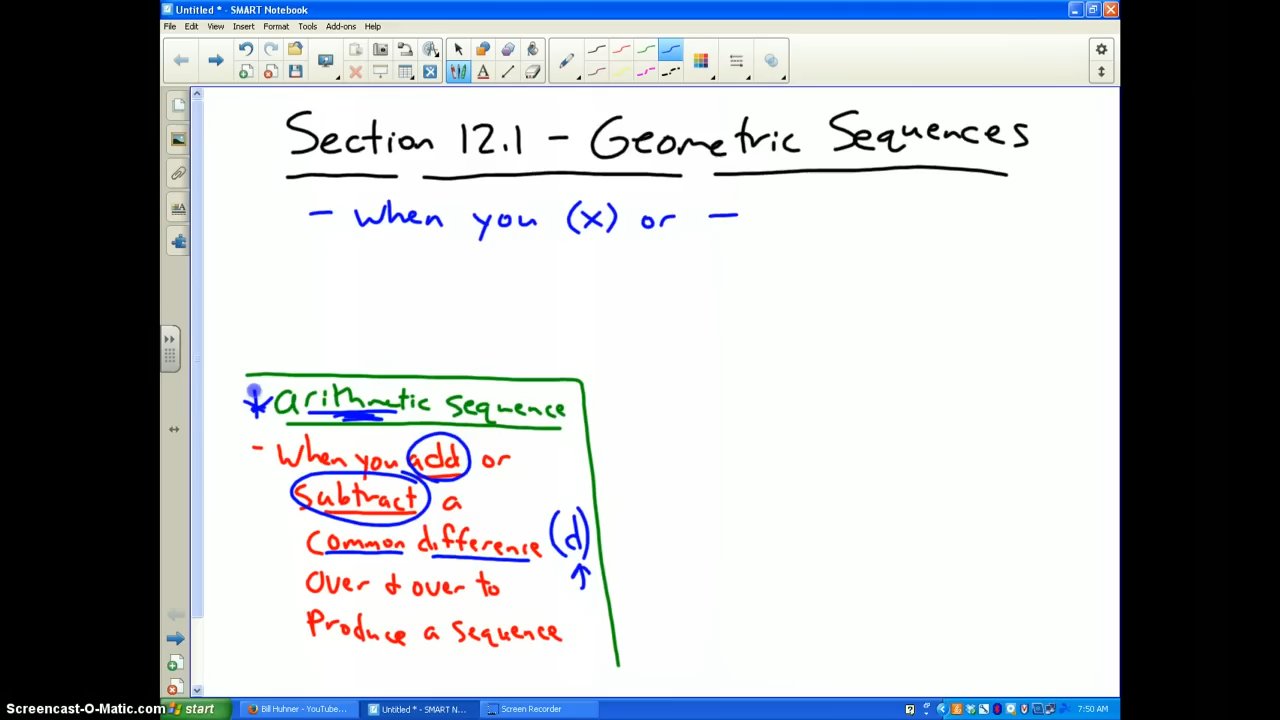 Untitled * - SMART Notebook
File Edit View Insert Format Tools Add-ons Help
Section 12.1 - Geometric Sequences
- When you (x) or -
arithmetic sequence
- When you add or
Subtract a
Common difference (d)
Over & over to
Produce a sequence
Screencast-O-Matic.com
start
Bill Huhner - YouTube...
Untitled * - SMART N...
Screen Recorder
7:50 AM